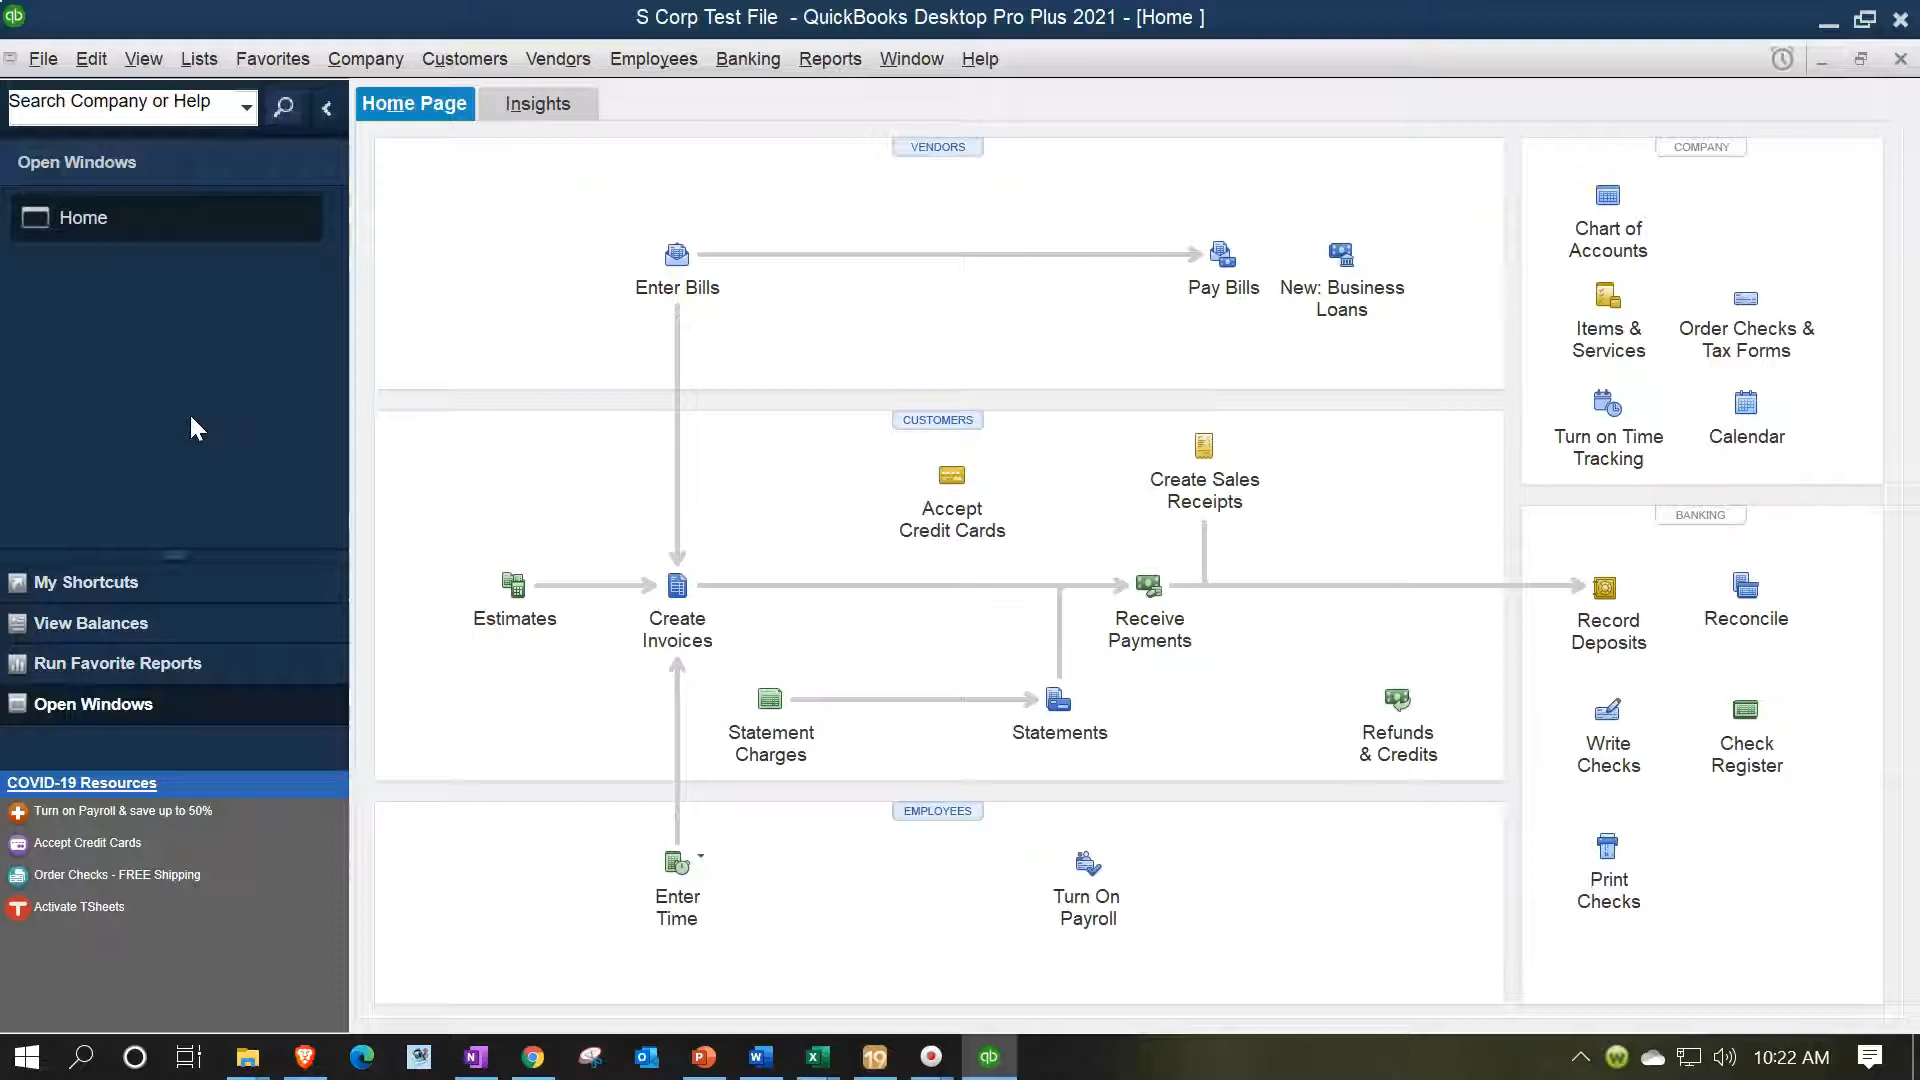 S Corp Test File - QuickBooks Desktop Pro Plus 2021 - [Home ]
File Edit View Lists Favorites Company Customers Vendors Employees Banking Reports Window Help
Search Company or Help
Home Page Insights
Open Windows
Home
My Shortcuts
View Balances
Run Favorite Reports
Open Windows
COVID-19 Resources
Turn on Payroll & save up to 50%
Accept Credit Cards
Order Checks - FREE Shipping
Activate TSheets
VENDORS
Enter Bills
Pay Bills
New: Business
Loans
CUSTOMERS
Accept
Credit Cards
Create Sales
Receipts
Estimates
Create
Invoices
Receive
Payments
Statement
Charges
Statements
Refunds
& Credits
EMPLOYEES
Enter
Time
Turn On
Payroll
COMPANY
Chart of
Accounts
Items &
Services
Order Checks &
Tax Forms
Turn on Time
Tracking
Calendar
BANKING
Record
Deposits
Reconcile
Write
Checks
Check
Register
Print
Checks
10:22 AM